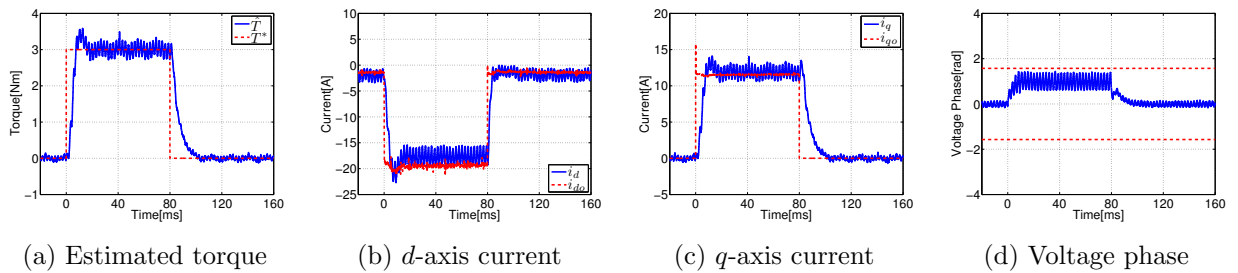 4
3
2
1
0
−1
0 40 80 120 160
Torque[Nm]
Time[ms]
T̂
T*
(a) Estimated torque
5
0
−5
−10
−15
−20
−25
0 40 80 120 160
Current[A]
Time[ms]
i_d
i_do
(b) d-axis current
25
20
15
10
5
0
−5
0 40 80 120 160
Current[A]
Time[ms]
i_q
i_qo
(c) q-axis current
4
2
0
−2
−4
0 40 80 120 160
Voltage Phase[rad]
Time[ms]
(d) Voltage phase